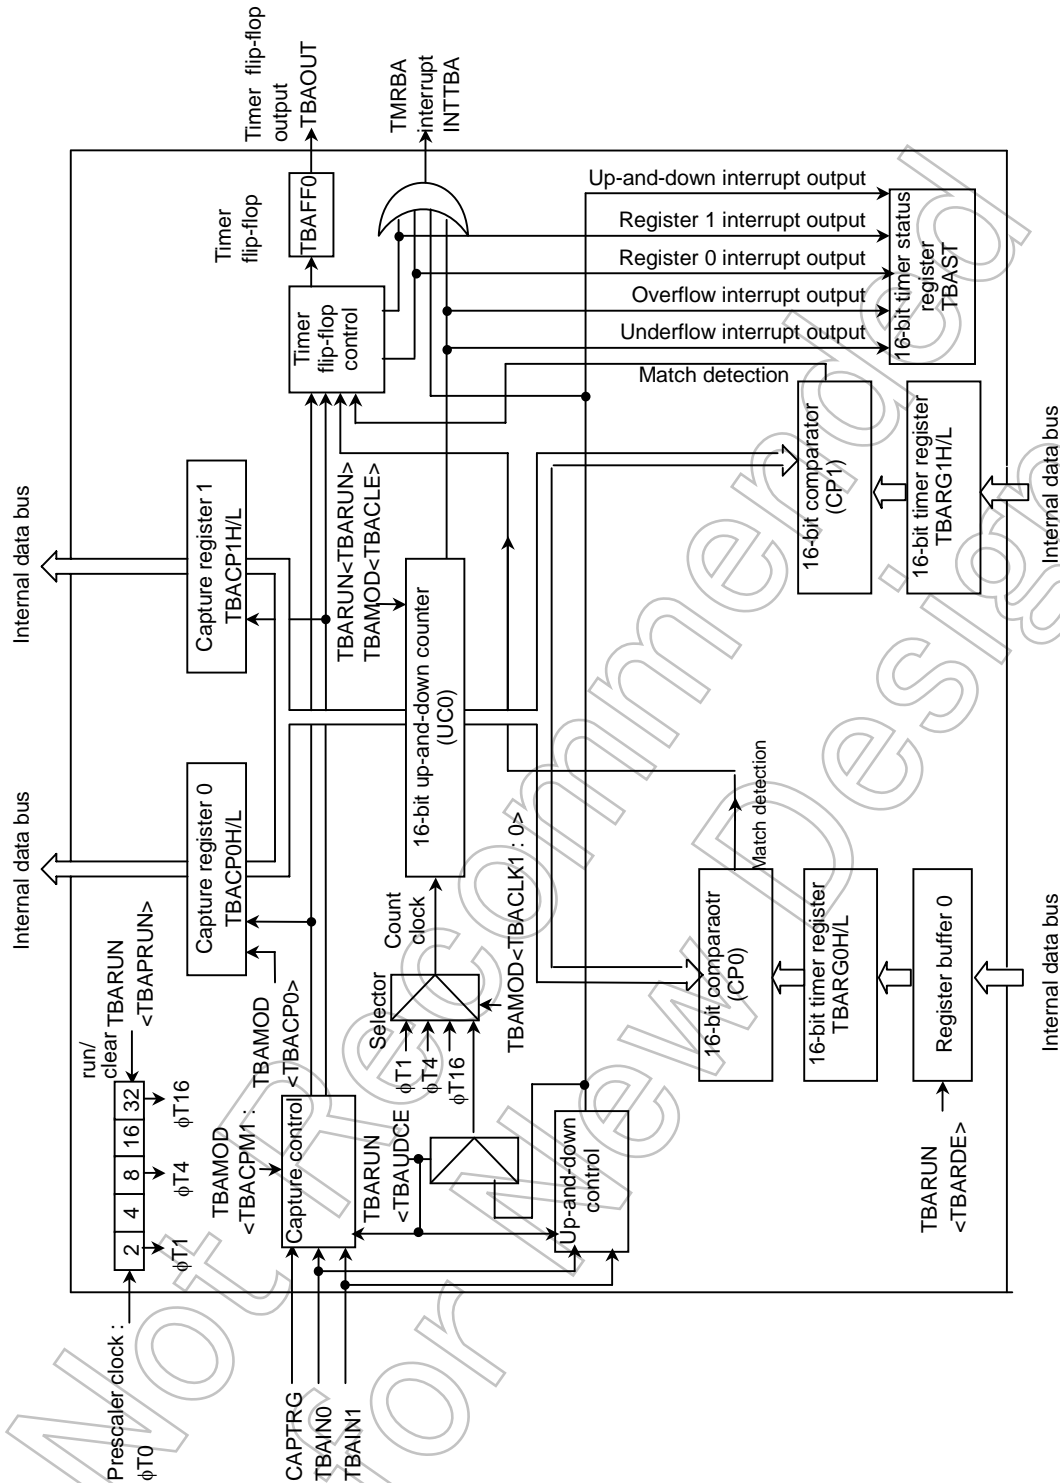 Internal data bus
Internal data bus
Prescaler clock :
φT0
2 4 8 16 32
φT1
φT4
φT16
run/
clear
TBARUN
<TBAPRUN>
Capture register 0
TBACP0H/L
Capture register 1
TBACP1H/L
Timer flip-flop
output
TBAOUT
Timer
flip-flop
TBAFF0
Timer
flip-flop
control
TMRBA
interrupt
INTTBA
TBAMOD
<TBACPM1 :
TBAMOD
<TBACP0>
CAPTRG
TBAIN0
TBAIN1
Capture control
TBARUN
<TBAUDCE
Selector
φT1
φT4
φT16
Count
clock
TBAMOD<TBACLK1 : 0>
TBARUN<TBARUN>
TBAMOD<TBACLE>
16-bit up-and-down counter
(UC0)
Up-and-down
control
Up-and-down interrupt output
Register 1 interrupt output
Register 0 interrupt output
Overflow interrupt output
Underflow interrupt output
Match detection
16-bit timer status
register
TBAST
Match detection
16-bit comparaotr
(CP0)
16-bit timer register
TBARG0H/L
Register buffer 0
TBARUN
<TBARDE>
Internal data bus
16-bit comparator
(CP1)
16-bit timer register
TBARG1H/L
Internal data bus
Not Recommended
for New Design